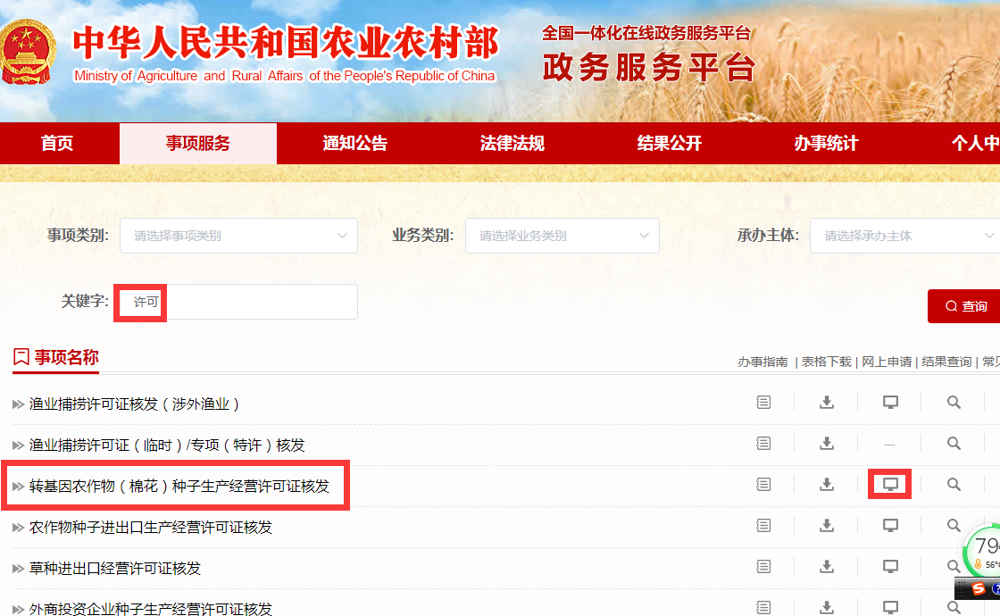 中华人民共和国农业农村部
Ministry of Agriculture and Rural Affairs of the People's Republic of China
全国一体化在线政务服务平台
政务服务平台
首页 事项服务 通知公告 法律法规 结果公开 办事统计 个人中
事项类别: 请选择事项类别 业务类别: 请选择业务类别 承办主体: 请选择承办主体
关键字: 许可 查询
事项名称 办事指南 | 表格下载 | 网上申请 | 结果查询 | 常见
渔业捕捞许可证核发（涉外渔业）
渔业捕捞许可证（临时）/专项（特许）核发 ---
转基因农作物（棉花）种子生产经营许可证核发
农作物种子进出口生产经营许可证核发
79
56°
草种进出口经营许可证核发
外商投资企业种子生产经营许可证核发